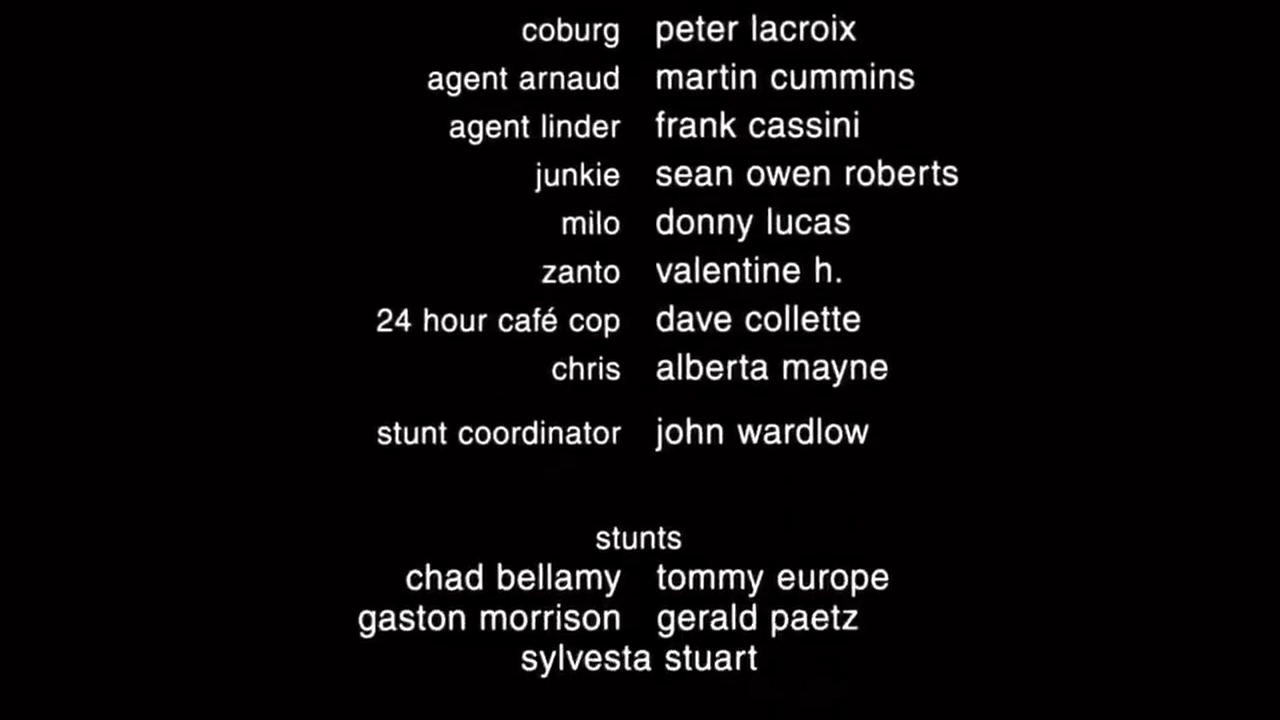 coburg peter lacroix
agent arnaud martin cummins
agent linder frank cassini
junkie sean owen roberts
milo donny lucas
zanto valentine h.
24 hour café cop dave collette
chris alberta mayne
stunt coordinator john wardlow
stunts
chad bellamy tommy europe
gaston morrison gerald paetz
sylvesta stuart